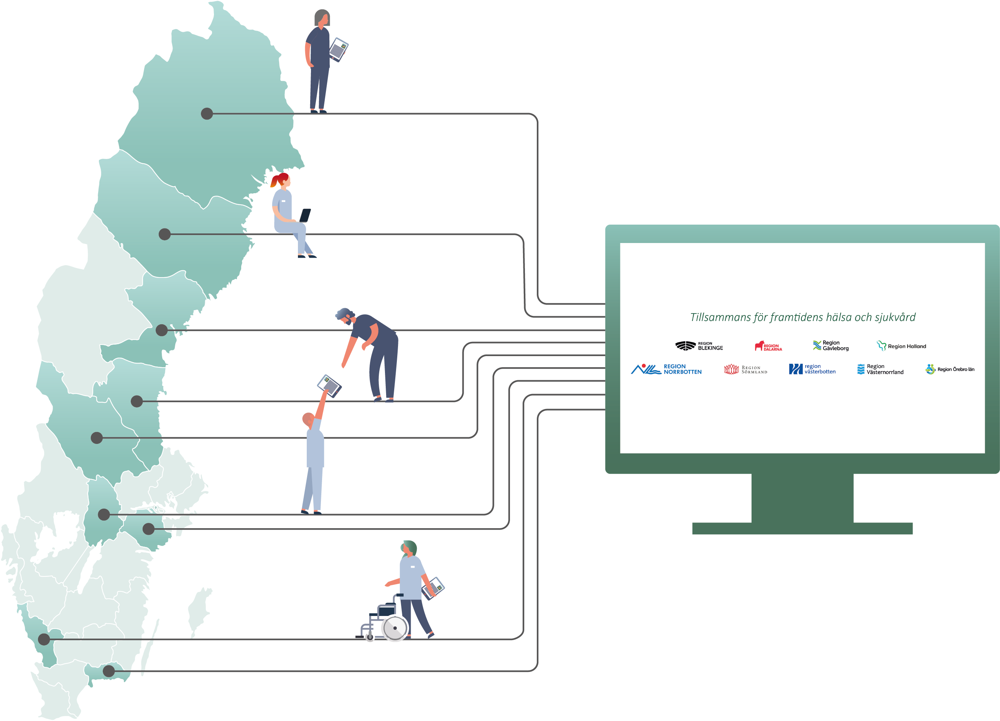 Tillsammans för framtidens hälsa och sjukvård
REGION
BLEKINGE
REGION
DALARNA
Region
Gävleborg
Region Halland
REGION
NORRBOTTEN
REGION
SÖRMLAND
region
västerbotten
Region
Västernorrland
Region Örebro län